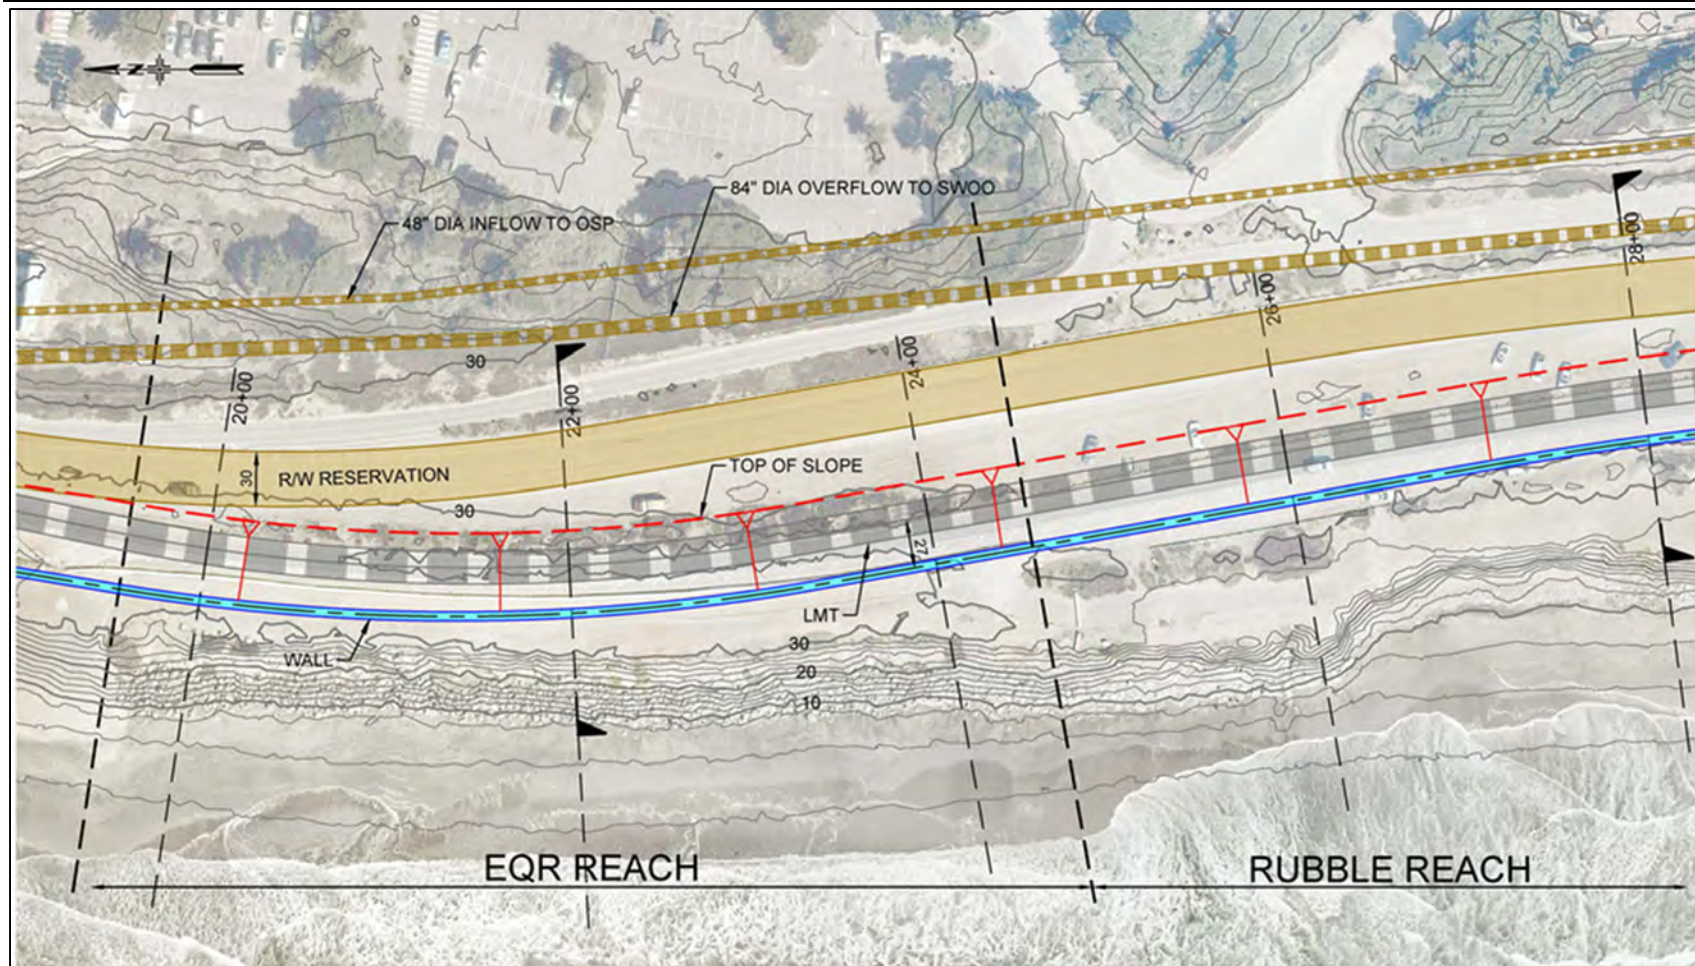 N
84" DIA OVERFLOW TO SWOO
48" DIA INFLOW TO OSP
28+00
26+00
24+00
30
20+00
22+00
30
R/W RESERVATION
TOP OF SLOPE
30
27
LMT
WALL
30
20
10
EQR REACH
RUBBLE REACH